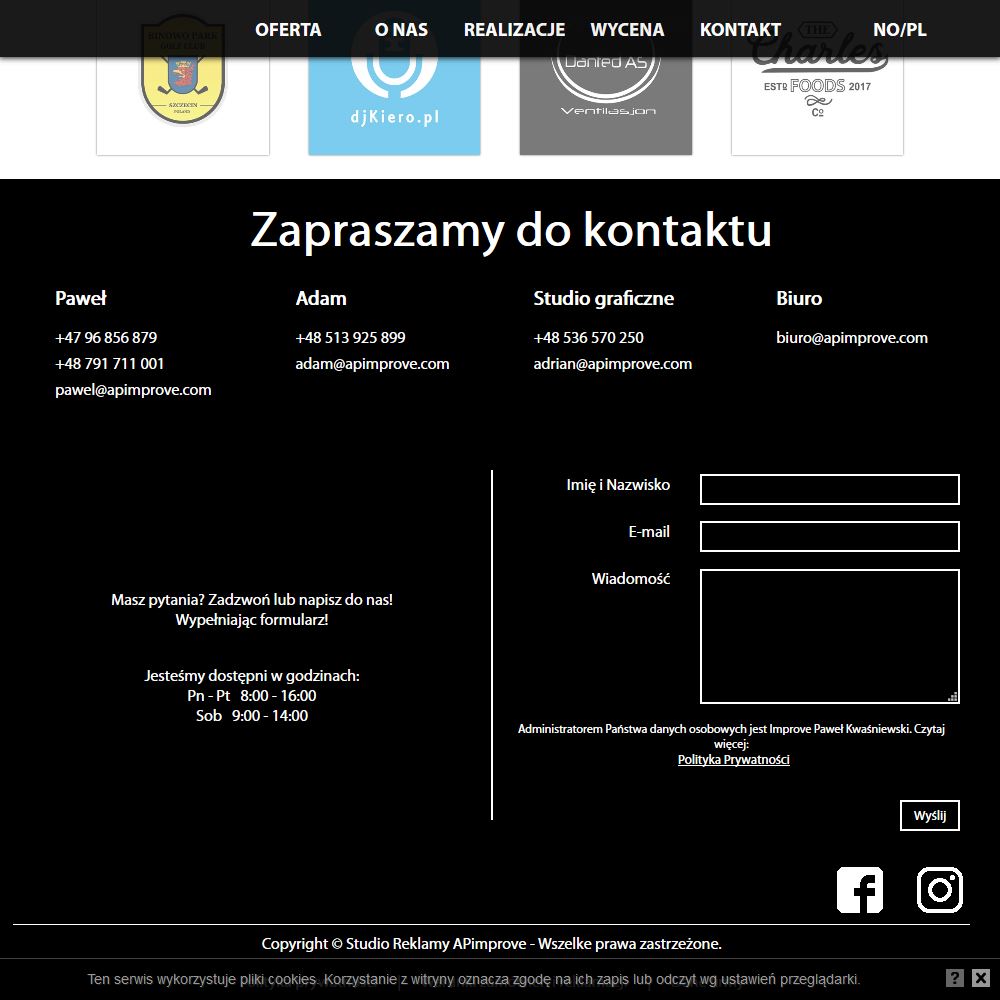 OFERTA O NAS REALIZACJE WYCENA KONTAKT NO/PL
BINOWO PARK
GOLF CLUB
SZCZECIN
POLAND
djKiero.pl
Danfed AS
Ventilasjon
THE
Charles
ESTD FOODS 2017
Co
Zapraszamy do kontaktu
Paweł
+47 96 856 879
+48 791 711 001
pawel@apimprove.com
Adam
+48 513 925 899
adam@apimprove.com
Studio graficzne
+48 536 570 250
adrian@apimprove.com
Biuro
biuro@apimprove.com
Masz pytania? Zadzwoń lub napisz do nas!
Wypełniając formularz!
Jesteśmy dostępni w godzinach:
Pn - Pt 8:00 - 16:00
Sob 9:00 - 14:00
Imię i Nazwisko
E-mail
Wiadomość
Administratorem Państwa danych osobowych jest Improve Paweł Kwaśniewski. Czytaj
więcej:
Polityka Prywatności
Wyślij
Copyright © Studio Reklamy APimprove - Wszelke prawa zastrzeżone.
Ten serwis wykorzystuje pliki cookies. Korzystanie z witryny oznacza zgodę na ich zapis lub odczyt wg ustawień przeglądarki.
? X